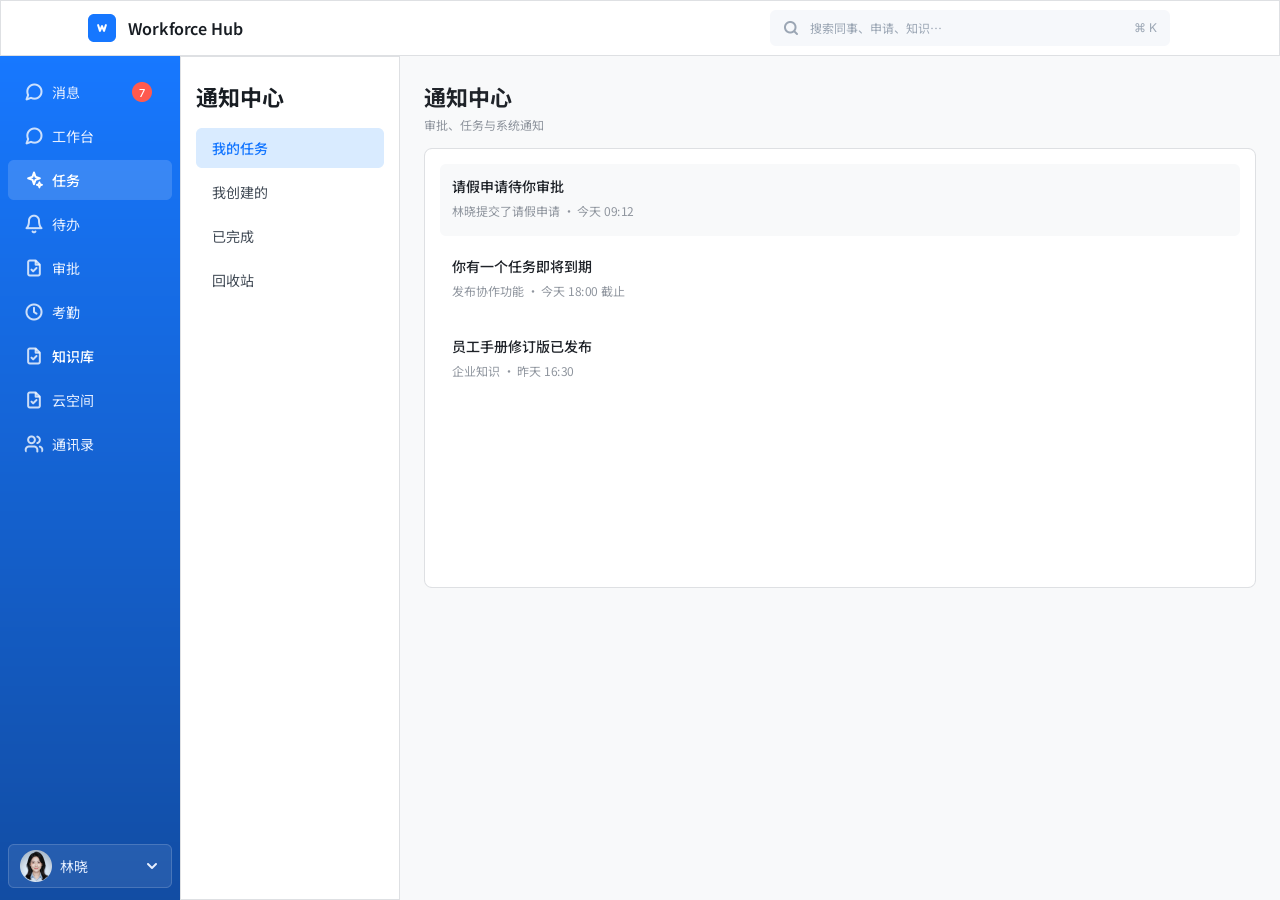 Workforce Hub
搜索同事、申请、知识…
⌘ K
消息
7
工作台
任务
待办
审批
考勤
知识库
云空间
通讯录
林晓
通知中心
我的任务
我创建的
已完成
回收站
通知中心
审批、任务与系统通知
请假申请待你审批
林晓提交了请假申请 · 今天 09:12
你有一个任务即将到期
发布协作功能 · 今天 18:00 截止
员工手册修订版已发布
企业知识 · 昨天 16:30